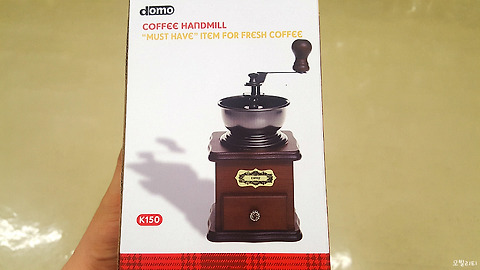 domo
COFFEE HANDMILL
"MUST HAVE" ITEM FOR FRESH COFFEE
K150